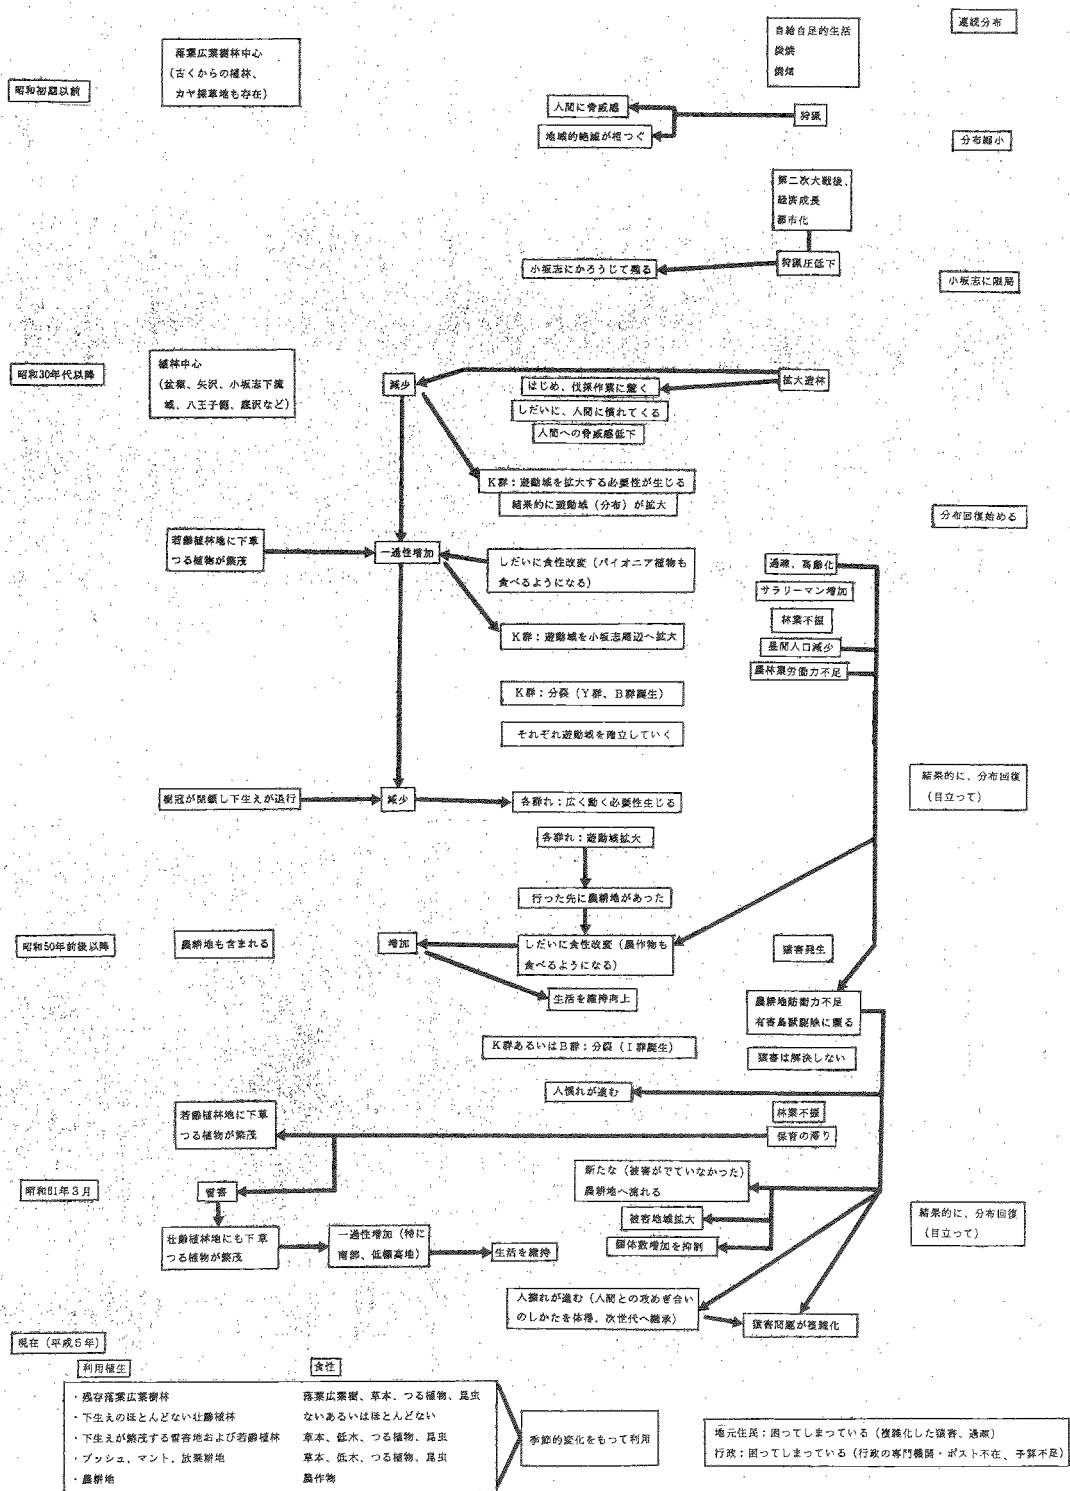 連続分布
自給自足的生活
炭焼
焼畑
落葉広葉樹林中心
(古くからの植林、
カヤ採草地も存在)
昭和初期以前
人間に脅威感
狩猟
地域的絶滅が相つぐ
分布縮小
第二次大戦後、
経済成長
都市化
小坂志にかろうじて残る
狩猟圧低下
小坂志に限局
昭和30年代以降
植林中心
(盆堀、矢沢、小坂志下流
域、八王子側、底沢など)
減少
はじめ、伐採作業に驚く
拡大造林
しだいに、人間に慣れてくる
人間への脅威感低下
K群:遊動域を拡大する必要性が生じる
結果的に遊動域(分布)が拡大
分布回復始める
若齢植林地に下草
つる植物が繁茂
一過性増加
しだいに食性改変(パイオニア植物も
食べるようになる)
過疎、高齢化
サラリーマン増加
林業不振
昼間人口減少
農林業労働力不足
K群:遊動域を小坂志周辺へ拡大
K群:分裂(Y群、B群誕生)
それぞれ遊動域を確立していく
結果的に、分布回復
(目立って)
樹冠が閉鎖し下生えが退行
減少
各群れ:広く動く必要性生じる
各群れ:遊動域拡大
行った先に農耕地があった
昭和50年前後以降
農耕地も含まれる
増加
しだいに食性改変(農作物も
食べるようになる)
猿害発生
生活を維持向上
農耕地防衛力不足
有害鳥獣駆除に頼る
K群あるいはB群:分裂(I群誕生)
猿害は解決しない
人慣れが進む
若齢植林地に下草
つる植物が繁茂
林業不振
保育の滞り
昭和61年3月
雪害
新たな(被害がでていなかった)
農耕地へ流れる
被害地域拡大
個体数増加を抑制
結果的に、分布回復
(目立って)
壮齢植林地にも下草
つる植物が繁茂
一過性増加(特に
南部、低標高地)
生活を維持
人慣れが進む(人間との攻めぎ合い
のしかたを体得、次世代へ継承)
猿害問題が複雑化
現在(平成5年)
利用植生
食性
・残存落葉広葉樹林 落葉広葉樹、草本、つる植物、昆虫
・下生えのほとんどない壮齢植林 ないあるいはほとんどない
・下生えが繁茂する雪害地および若齢植林 草本、低木、つる植物、昆虫
・ブッシュ、マント、放棄耕地 草本、低木、つる植物、昆虫
・農耕地 農作物
季節的変化をもって利用
地元住民:困ってしまっている(複雑化した猿害、過疎)
行政:困ってしまっている(行政の専門機関・ポスト不在、予算不足)